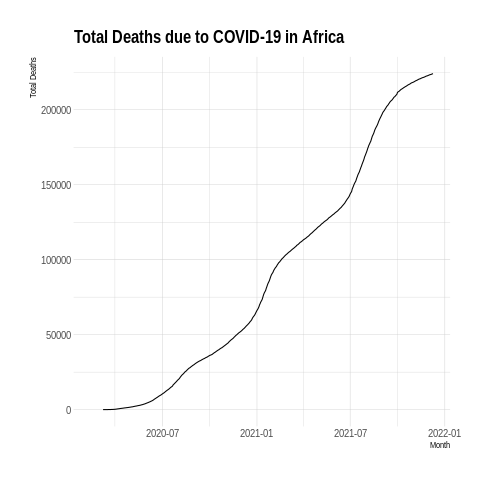 Total Deaths due to COVID-19 in Africa
Total Deaths
200000
150000
100000
50000
0
2020-07 2021-01 2021-07 2022-01
Month